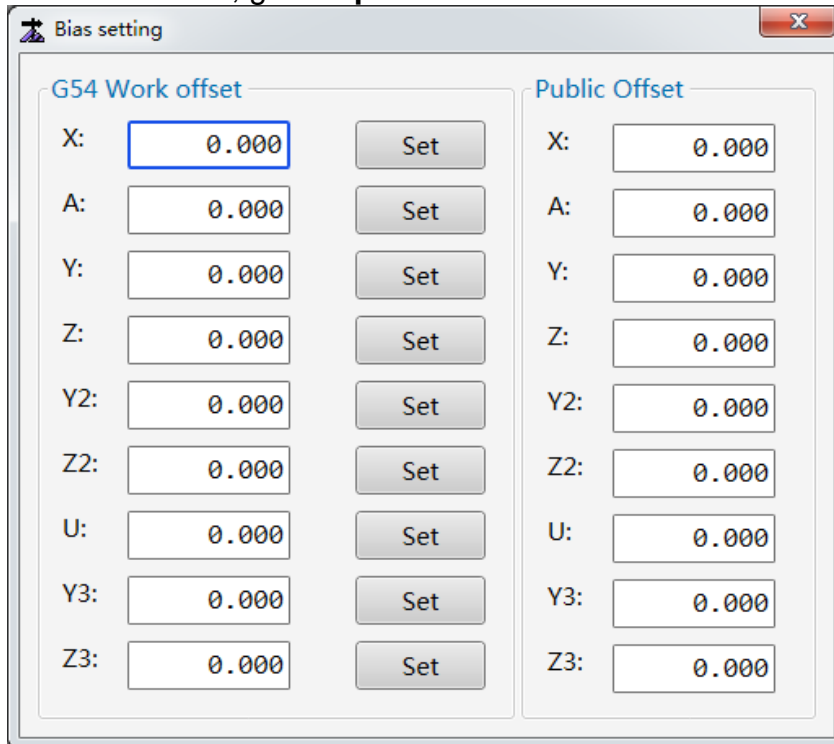 Bias setting
G54 Work offset
X: 0.000 Set
A: 0.000 Set
Y: 0.000 Set
Z: 0.000 Set
Y2: 0.000 Set
Z2: 0.000 Set
U: 0.000 Set
Y3: 0.000 Set
Z3: 0.000 Set
Public Offset
X: 0.000
A: 0.000
Y: 0.000
Z: 0.000
Y2: 0.000
Z2: 0.000
U: 0.000
Y3: 0.000
Z3: 0.000